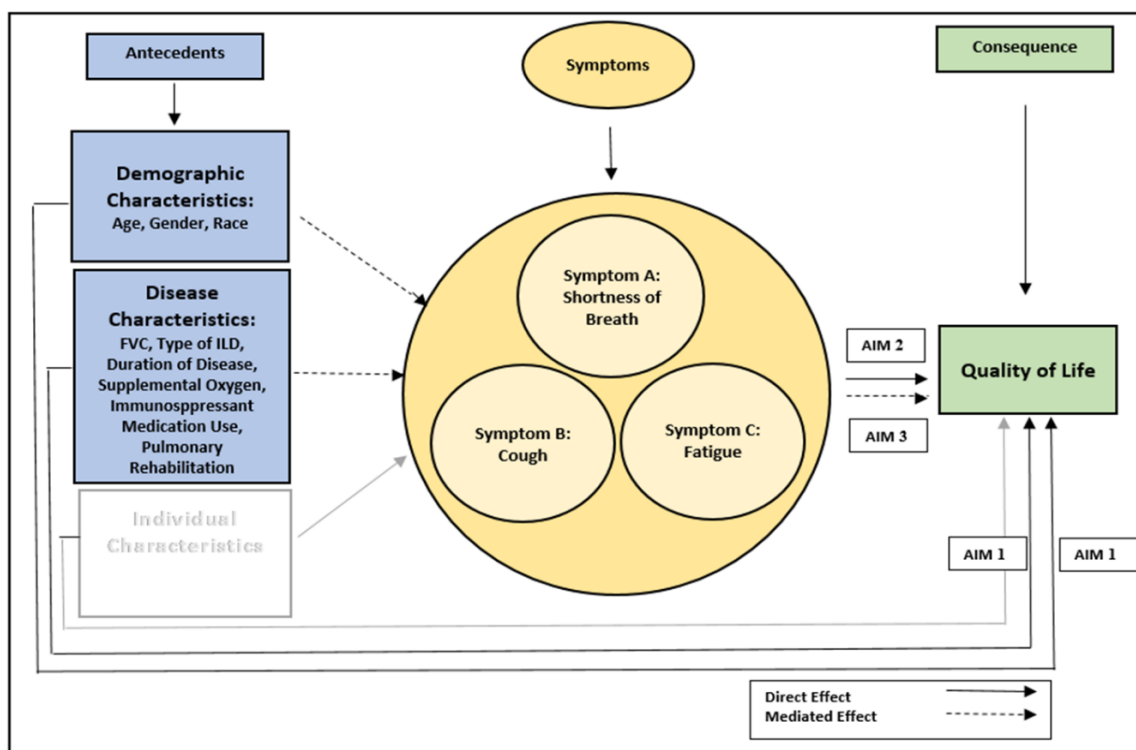 Antecedents
Symptoms
Consequence
Demographic
Characteristics:
Age, Gender, Race
Disease
Characteristics:
FVC, Type of ILD,
Duration of Disease,
Supplemental Oxygen,
Immunosppressant
Medication Use,
Pulmonary
Rehabilitation
Individual
Characteristics
Symptom A:
Shortness of
Breath
Symptom B:
Cough
Symptom C:
Fatigue
AIM 2
AIM 3
Quality of Life
AIM 1
AIM 1
Direct Effect
Mediated Effect